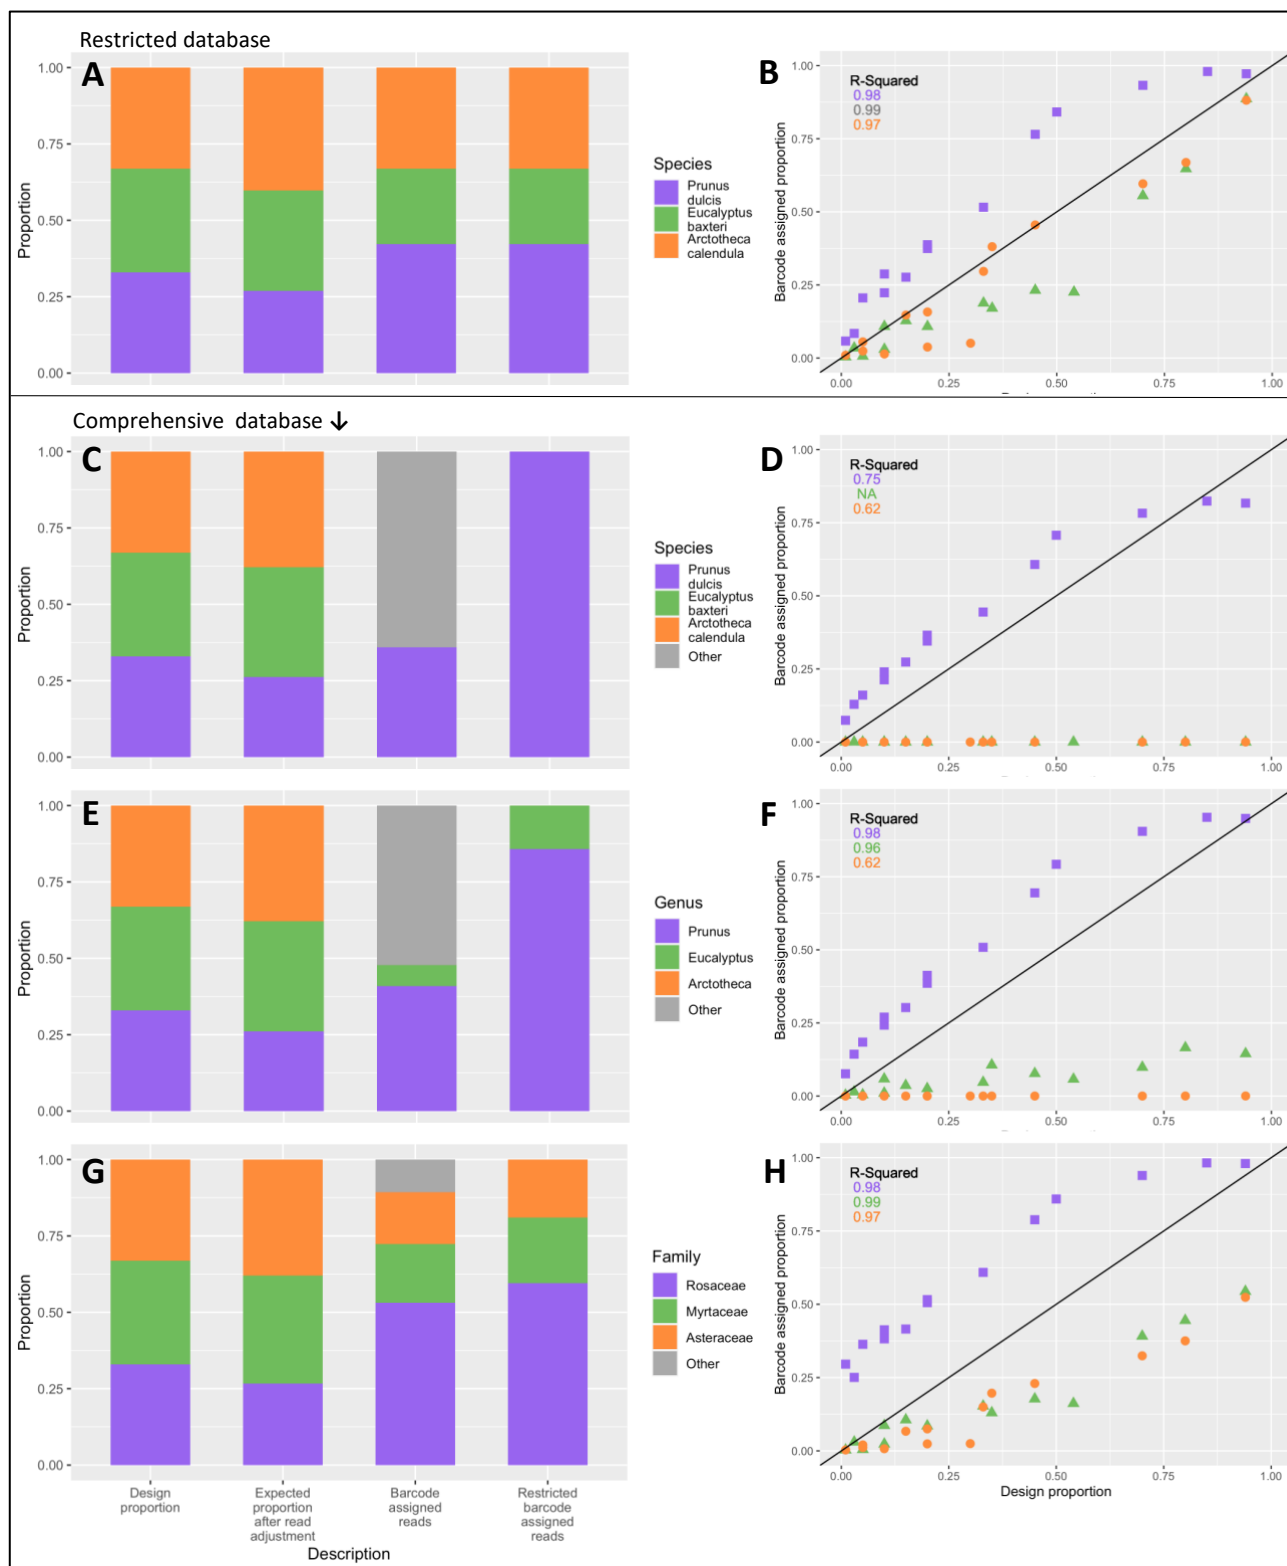 Restricted database
A
1.00
0.75
0.50
0.25
0.00
Proportion
Species
Prunus
dulcis
Eucalyptus
baxteri
Arctotheca
calendula
B
R-Squared
0.98
0.99
0.97
1.00
0.75
0.50
0.25
0.00
Barcode assigned proportion
0.00
0.25
0.50
0.75
1.00
Comprehensive database ↓
C
1.00
0.75
0.50
0.25
0.00
Proportion
Species
Prunus
dulcis
Eucalyptus
baxteri
Arctotheca
calendula
Other
D
R-Squared
0.75
NA
0.62
1.00
0.75
0.50
0.25
0.00
Barcode assigned proportion
0.00
0.25
0.50
0.75
1.00
E
1.00
0.75
0.50
0.25
0.00
Proportion
Genus
Prunus
Eucalyptus
Arctotheca
Other
F
R-Squared
0.98
0.96
0.62
1.00
0.75
0.50
0.25
0.00
Barcode assigned proportion
0.00
0.25
0.50
0.75
1.00
G
1.00
0.75
0.50
0.25
0.00
Proportion
Design
proportion
Expected
proportion
after read
adjustment
Barcode
assigned
reads
Restricted
barcode
assigned
reads
Description
Family
Rosaceae
Myrtaceae
Asteraceae
Other
H
R-Squared
0.98
0.99
0.97
1.00
0.75
0.50
0.25
0.00
Barcode assigned proportion
0.00
0.25
0.50
0.75
1.00
Design proportion